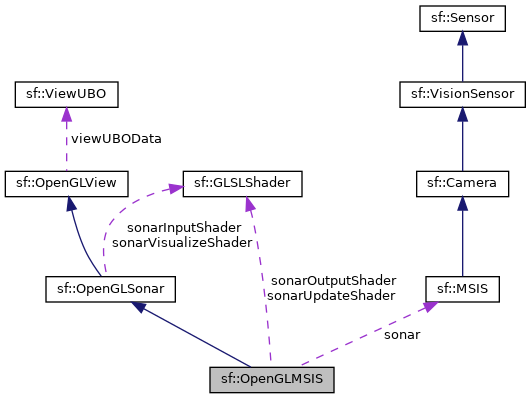 sf::Sensor
sf::ViewUBO
sf::VisionSensor
viewUBOData
sf::OpenGLView
sf::GLSLShader
sf::Camera
sonarInputShader
sonarVisualizeShader
sonarOutputShader
sonarUpdateShader
sf::OpenGLSonar
sf::MSIS
sonar
sf::OpenGLMSIS